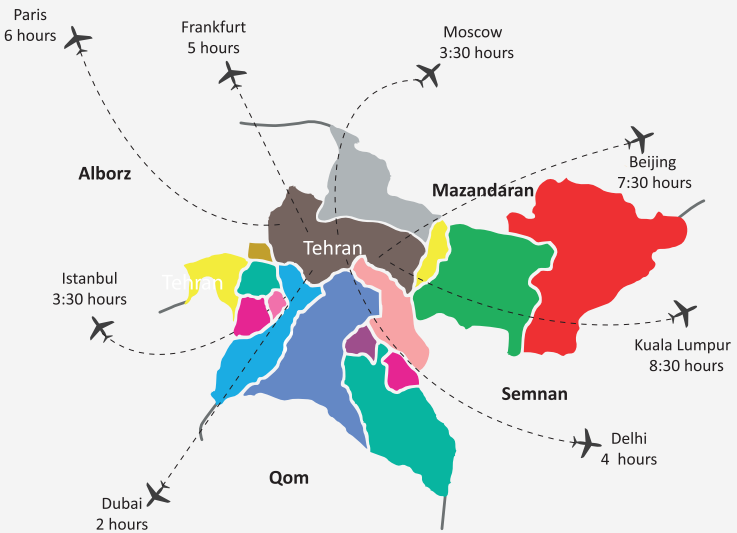 Paris
6 hours
Frankfurt
5 hours
Moscow
3:30 hours
Beijing
7:30 hours
Alborz
Mazandaran
Tehran
Tehran
Istanbul
3:30 hours
Kuala Lumpur
8:30 hours
Semnan
Delhi
4 hours
Qom
Dubai
2 hours